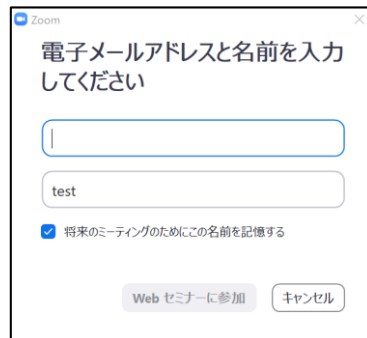 Zoom
電子メールアドレスと名前を入力
してください
test
将来のミーティングのためにこの名前を記憶する
Web セミナーに参加
キャンセル